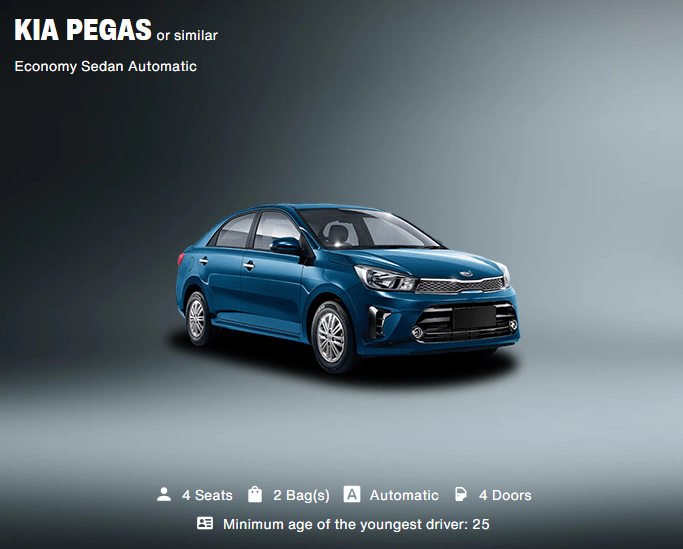 KIA PEGAS or similar
Economy Sedan Automatic
4 Seats 2 Bag(s) A Automatic 4 Doors
Minimum age of the youngest driver: 25